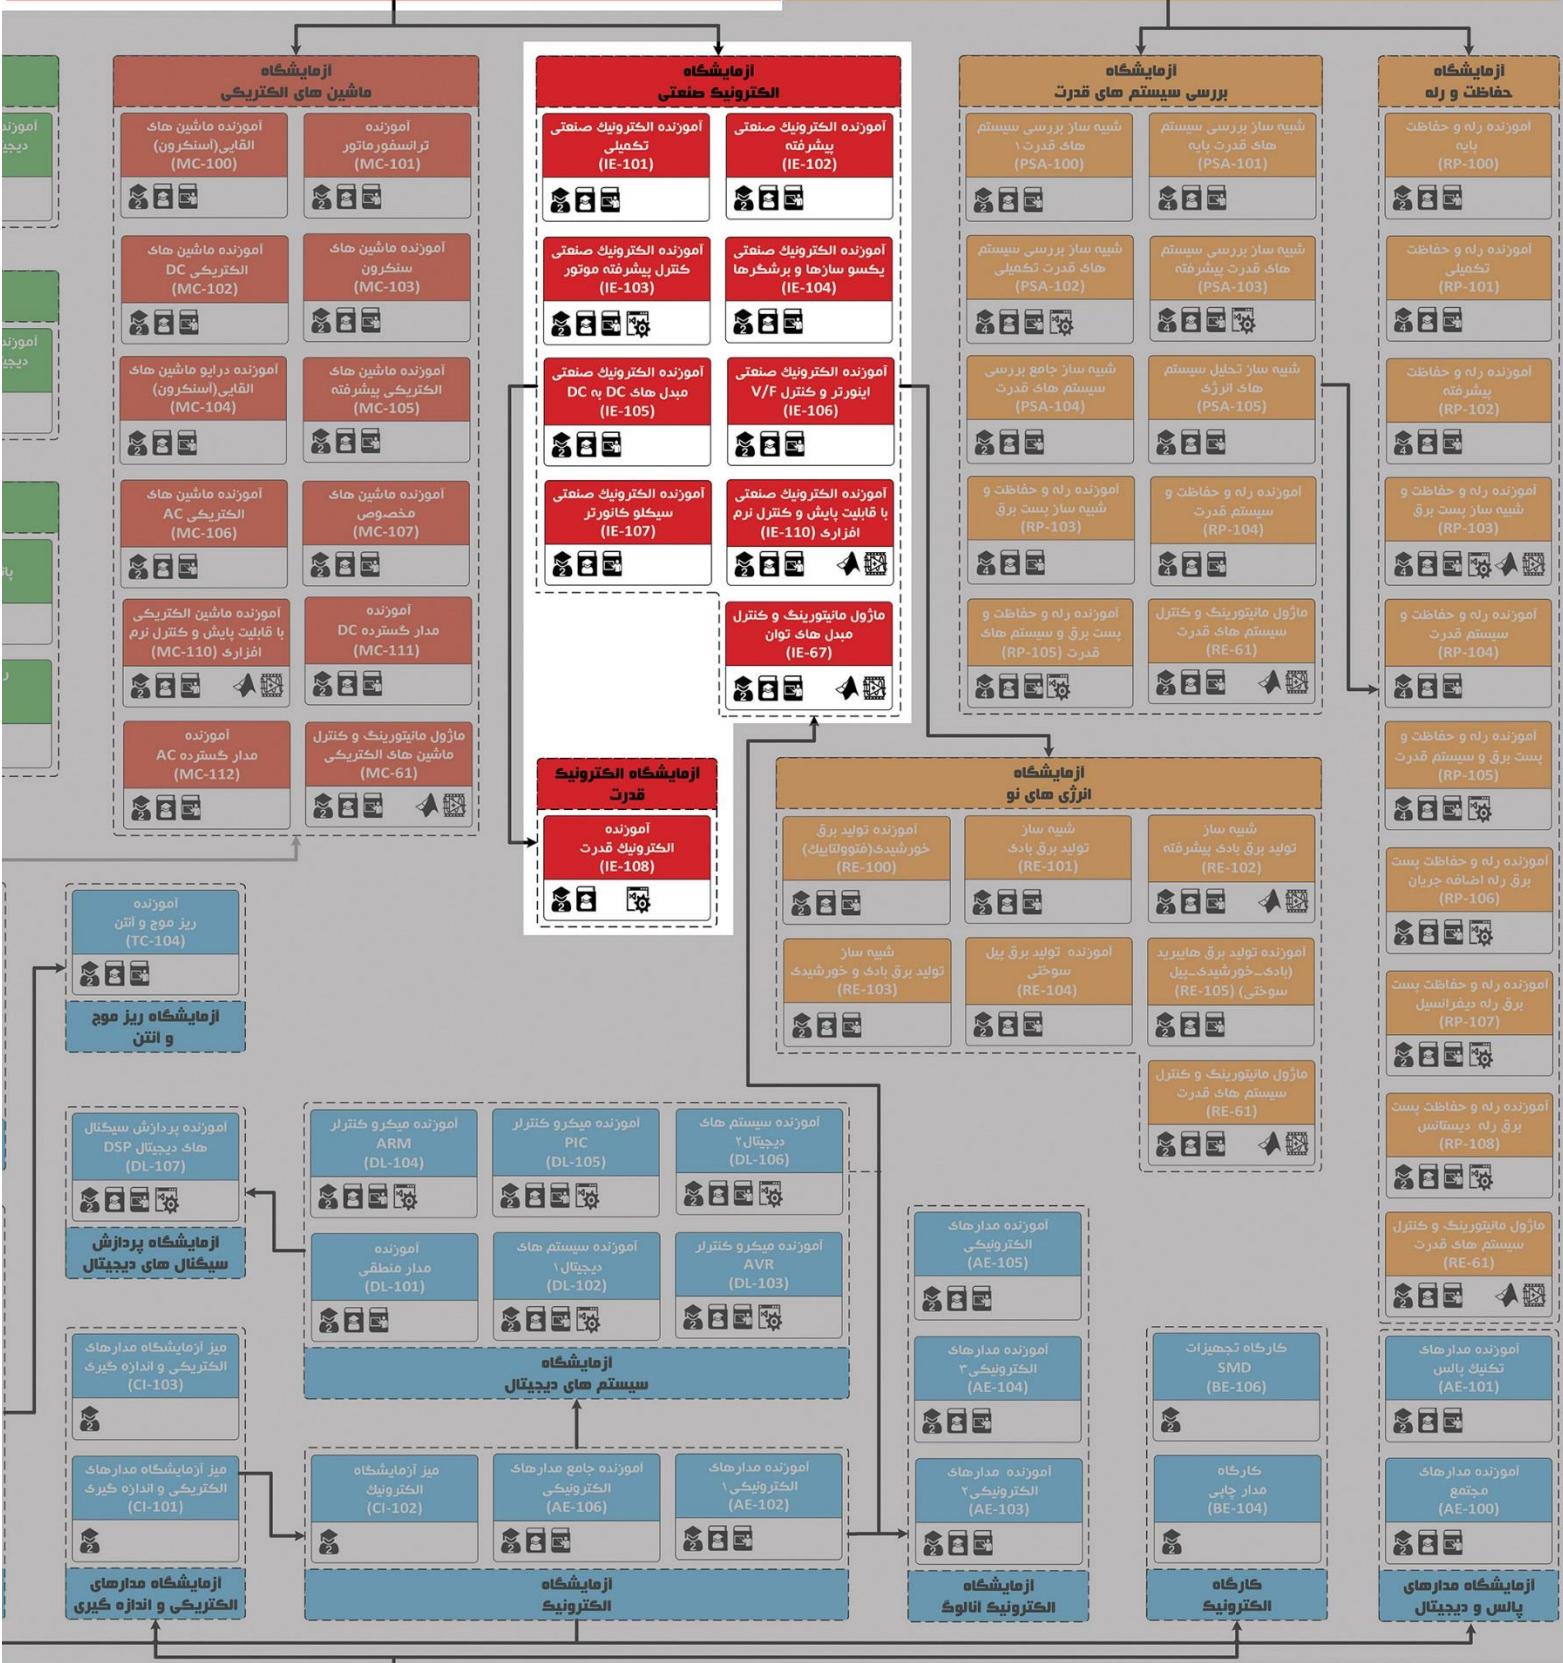 آزمایشگاه
ماشین های الکتریکی
آموزنده
ترانسفورماتور
(MC-101)
آموزنده ماشین های
القایی(آسنکرون)
(MC-100)
آموزنده ماشین های
سنکرون
(MC-103)
آموزنده ماشین های
الکتریکی DC
(MC-102)
آموزنده ماشین های
الکتریکی پیشرفته
(MC-105)
آموزنده درایو ماشین های
القایی(آسنکرون)
(MC-104)
آموزنده ماشین های
مخصوص
(MC-107)
آموزنده ماشین های
الکتریکی AC
(MC-106)
آموزنده
مدار گسترده DC
(MC-111)
آموزنده ماشین الکتریکی
با قابلیت پایش و کنترل نرم
افزاری (MC-110)
ماژول مانیتورینگ و کنترل
ماشین های الکتریکی
(MC-61)
آموزنده
مدار گسترده AC
(MC-112)
آزمایشگاه
الکترونیک صنعتی
آموزنده الکترونیك صنعتی
پیشرفته
(IE-102)
آموزنده الکترونیك صنعتی
تکمیلی
(IE-101)
آموزنده الکترونیك صنعتی
یکسو سازها و برشگرها
(IE-104)
آموزنده الکترونیك صنعتی
کنترل پیشرفته موتور
(IE-103)
آموزنده الکترونیك صنعتی
اینورتر و کنترل V/F
(IE-106)
آموزنده الکترونیك صنعتی
مبدل های DC به DC
(IE-105)
آموزنده الکترونیك صنعتی
با قابلیت پایش و کنترل نرم
افزاری (IE-110)
آموزنده الکترونیك صنعتی
سیکلو کانورتر
(IE-107)
ماژول مانیتورینگ و کنترل
مبدل های توان
(IE-67)
آزمایشگاه الکترونیک
قدرت
آموزنده
الکترونیك قدرت
(IE-108)
آزمایشگاه
بررسی سیستم های قدرت
شبیه ساز بررسی سیستم
های قدرت پایه
(PSA-101)
شبیه ساز بررسی سیستم
های قدرت ۱
(PSA-100)
شبیه ساز بررسی سیستم
های قدرت پیشرفته
(PSA-103)
شبیه ساز بررسی سیستم
های قدرت تکمیلی
(PSA-102)
شبیه ساز تحلیل سیستم
های انرژی
(PSA-105)
شبیه ساز جامع بررسی
سیستم های قدرت
(PSA-104)
آموزنده رله و حفاظت و
سیستم قدرت
(RP-104)
آموزنده رله و حفاظت و
شبیه ساز پست برق
(RP-103)
ماژول مانیتورینگ و کنترل
سیستم های قدرت
(RE-61)
آموزنده رله و حفاظت و
پست برق و سیستم های
قدرت (RP-105)
آزمایشگاه
حفاظت و رله
آموزنده رله و حفاظت
پایه
(RP-100)
آموزنده رله و حفاظت
تکمیلی
(RP-101)
آموزنده رله و حفاظت
پیشرفته
(RP-102)
آموزنده رله و حفاظت و
شبیه ساز پست برق
(RP-103)
آموزنده رله و حفاظت و
سیستم قدرت
(RP-104)
آموزنده رله و حفاظت و
پست برق و سیستم قدرت
(RP-105)
آموزنده رله و حفاظت پست
برق رله اضافه جریان
(RP-106)
آموزنده رله و حفاظت پست
برق رله دیفرانسیل
(RP-107)
آموزنده رله و حفاظت پست
برق رله دیستانس
(RP-108)
ماژول مانیتورینگ و کنترل
سیستم های قدرت
(RE-61)
آزمایشگاه
انرژی های نو
شبیه ساز
تولید برق بادی پیشرفته
(RE-102)
شبیه ساز
تولید برق بادی
(RE-101)
آموزنده تولید برق
خورشیدی(فتوولتاییك)
(RE-100)
آموزنده تولید برق هایبرید
(بادی_خورشیدی_پیل
سوختی) (RE-105)
آموزنده تولید برق پیل
سوختی
(RE-104)
شبیه ساز
تولید برق بادی و خورشیدی
(RE-103)
ماژول مانیتورینگ و کنترل
سیستم های قدرت
(RE-61)
آموزنده
ریز موج و آنتن
(TC-104)
آزمایشگاه ریز موج
و آنتن
آموزنده پردازش سیگنال
های دیجیتال DSP
(DL-107)
آزمایشگاه پردازش
سیگنال های دیجیتال
آموزنده سیستم های
دیجیتال۲
(DL-106)
آموزنده میکرو کنترلر
PIC
(DL-105)
آموزنده میکرو کنترلر
ARM
(DL-104)
آموزنده میکرو کنترلر
AVR
(DL-103)
آموزنده سیستم های
دیجیتال۱
(DL-102)
آموزنده
مدار منطقی
(DL-101)
آزمایشگاه
سیستم های دیجیتال
میز آزمایشگاه مدارهای
الکتریکی و اندازه گیری
(CI-103)
میز آزمایشگاه مدارهای
الکتریکی و اندازه گیری
(CI-101)
آزمایشگاه مدارهای
الکتریکی و اندازه گیری
آموزنده مدارهای
الکترونیکی۱
(AE-102)
آموزنده جامع مدارهای
الکترونیکی
(AE-106)
میز آزمایشگاه
الکترونیك
(CI-102)
آزمایشگاه
الکترونیک
آموزنده مدارهای
الکترونیکی
(AE-105)
آموزنده مدارهای
الکترونیکی۳
(AE-104)
آموزنده مدارهای
الکترونیکی۲
(AE-103)
آزمایشگاه
الکترونیک آنالوگ
کارگاه تجهیزات
SMD
(BE-106)
کارگاه
مدار چاپی
(BE-104)
کارگاه
الکترونیک
آموزنده مدارهای
تکنیك پالس
(AE-101)
آموزنده مدارهای
مجتمع
(AE-100)
آزمایشگاه مدارهای
پالس و دیجیتال